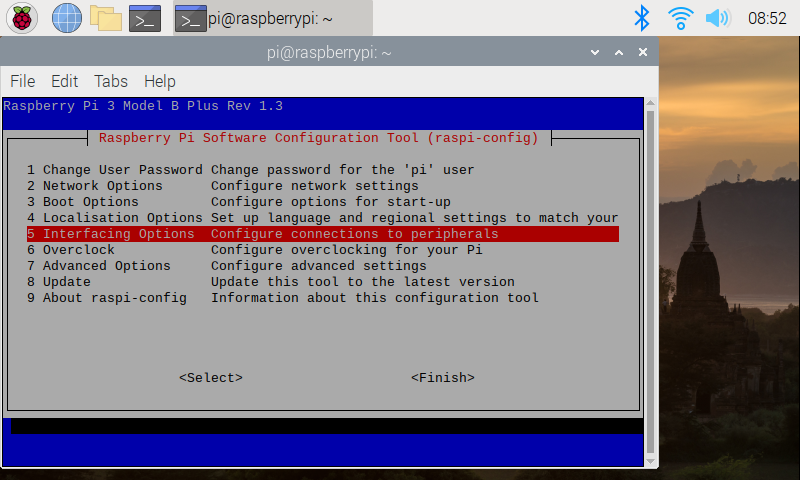 pi@raspberrypi: ~ 08:52
pi@raspberrypi: ~
File Edit Tabs Help
Raspberry Pi 3 Model B Plus Rev 1.3
Raspberry Pi Software Configuration Tool (raspi-config)
1 Change User Password Change password for the 'pi' user
2 Network Options Configure network settings
3 Boot Options Configure options for start-up
4 Localisation Options Set up language and regional settings to match your
5 Interfacing Options Configure connections to peripherals
6 Overclock Configure overclocking for your Pi
7 Advanced Options Configure advanced settings
8 Update Update this tool to the latest version
9 About raspi-config Information about this configuration tool
<Select> <Finish>